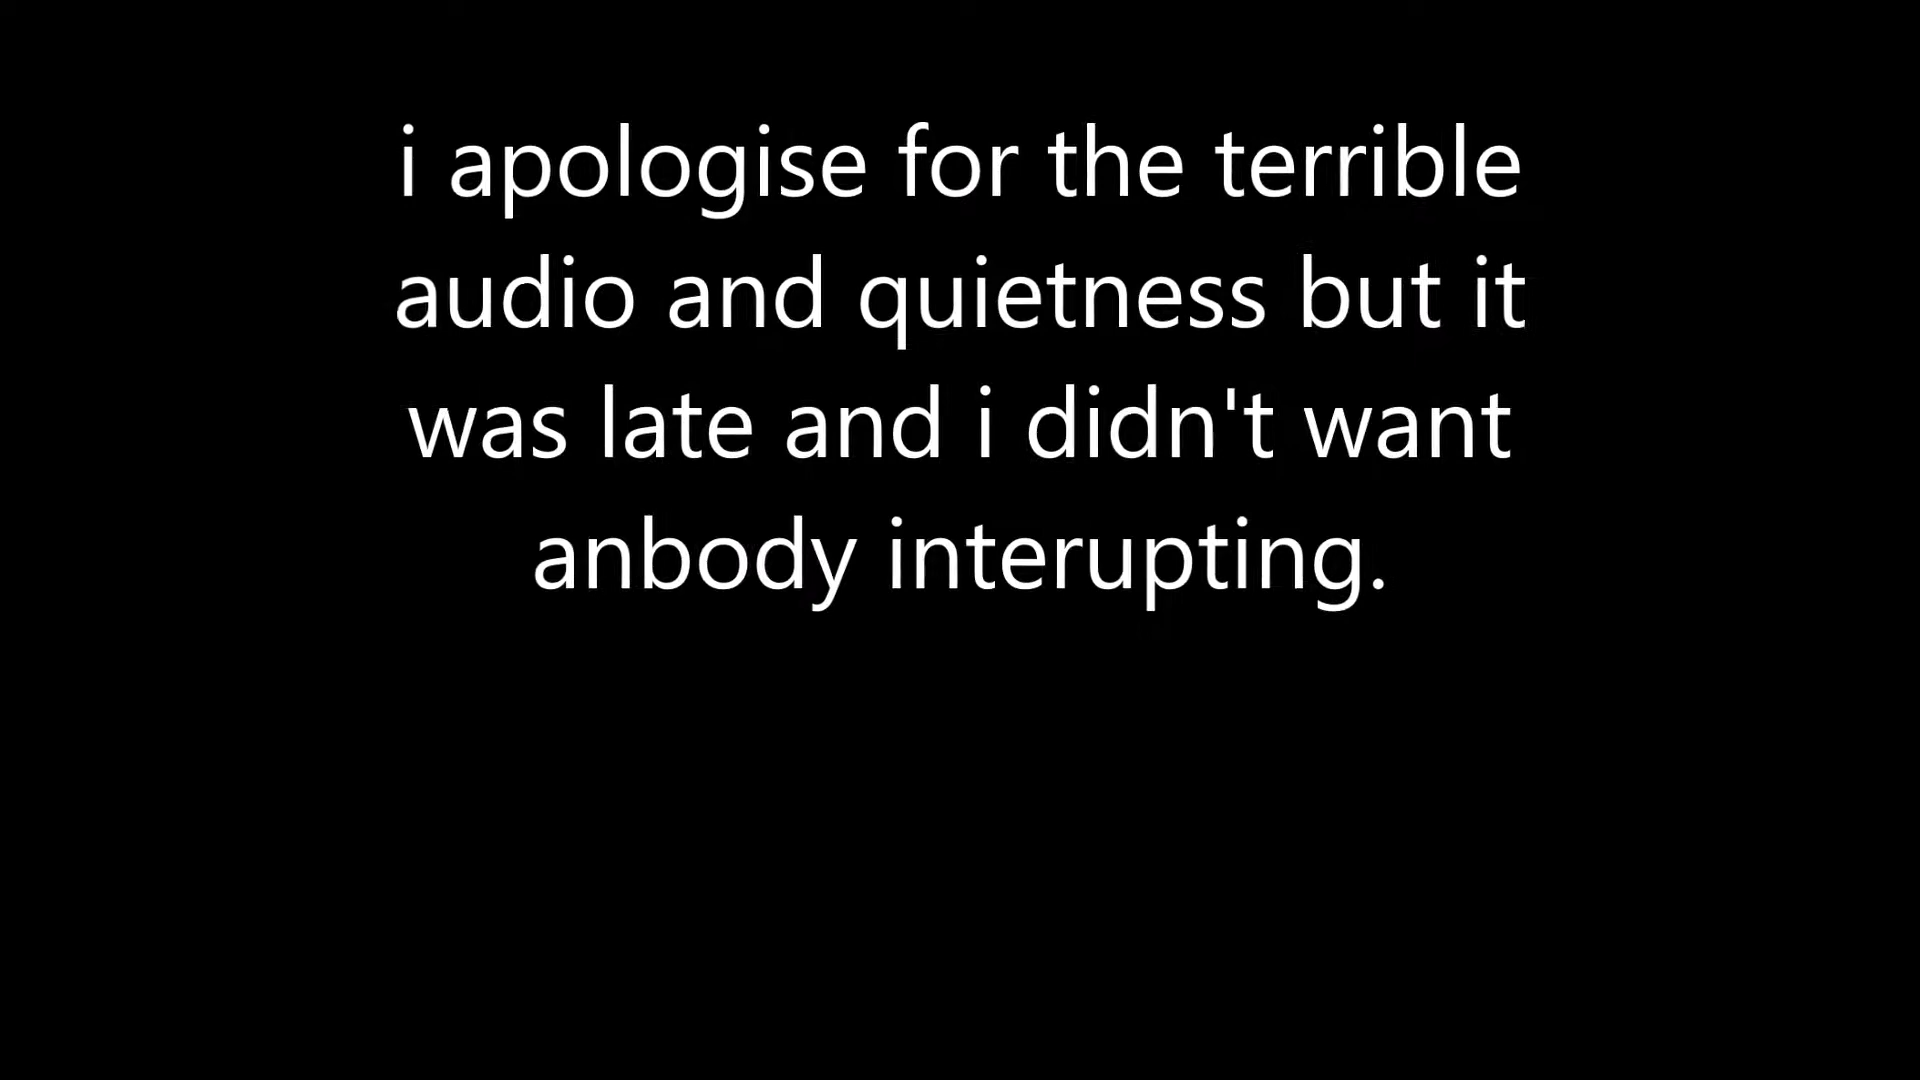 i apologise for the terrible
audio and quietness but it
was late and i didn't want
anbody interupting.